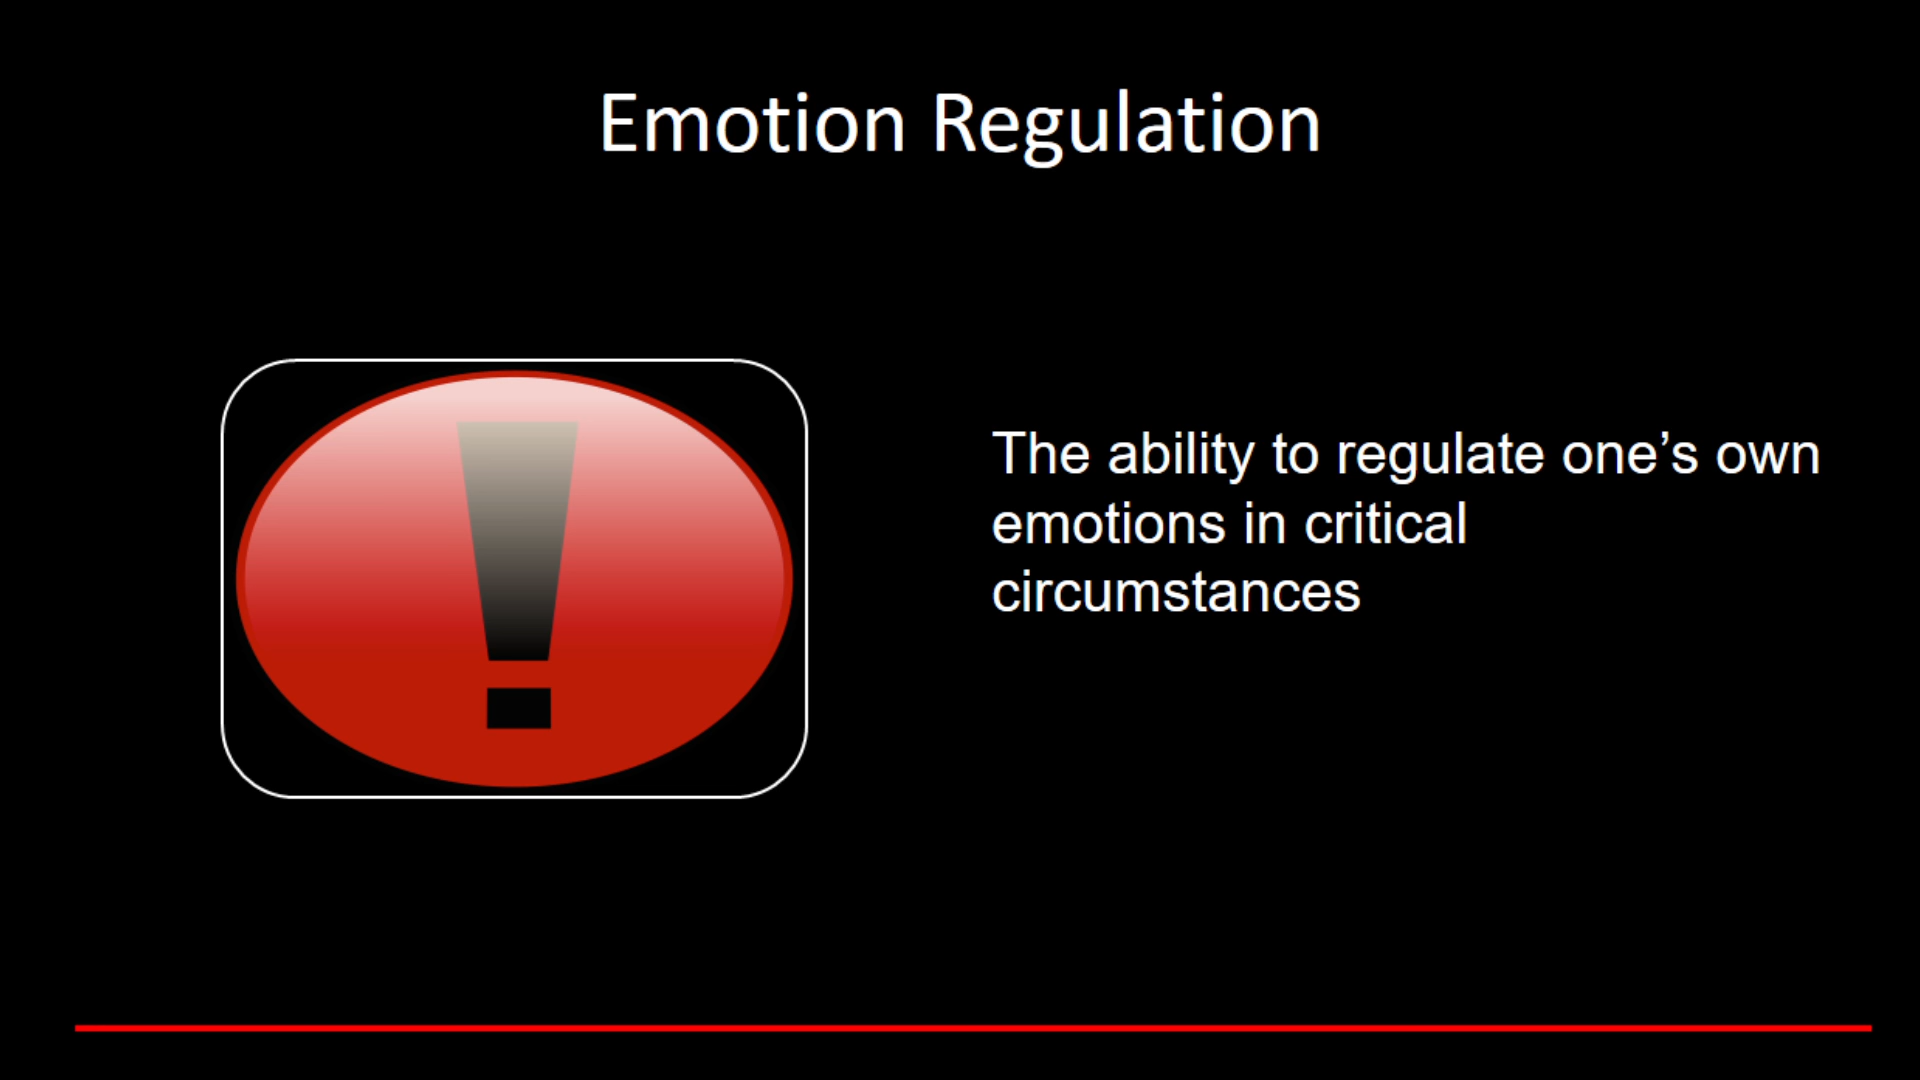 Emotion Regulation
The ability to regulate one’s own
emotions in critical
circumstances